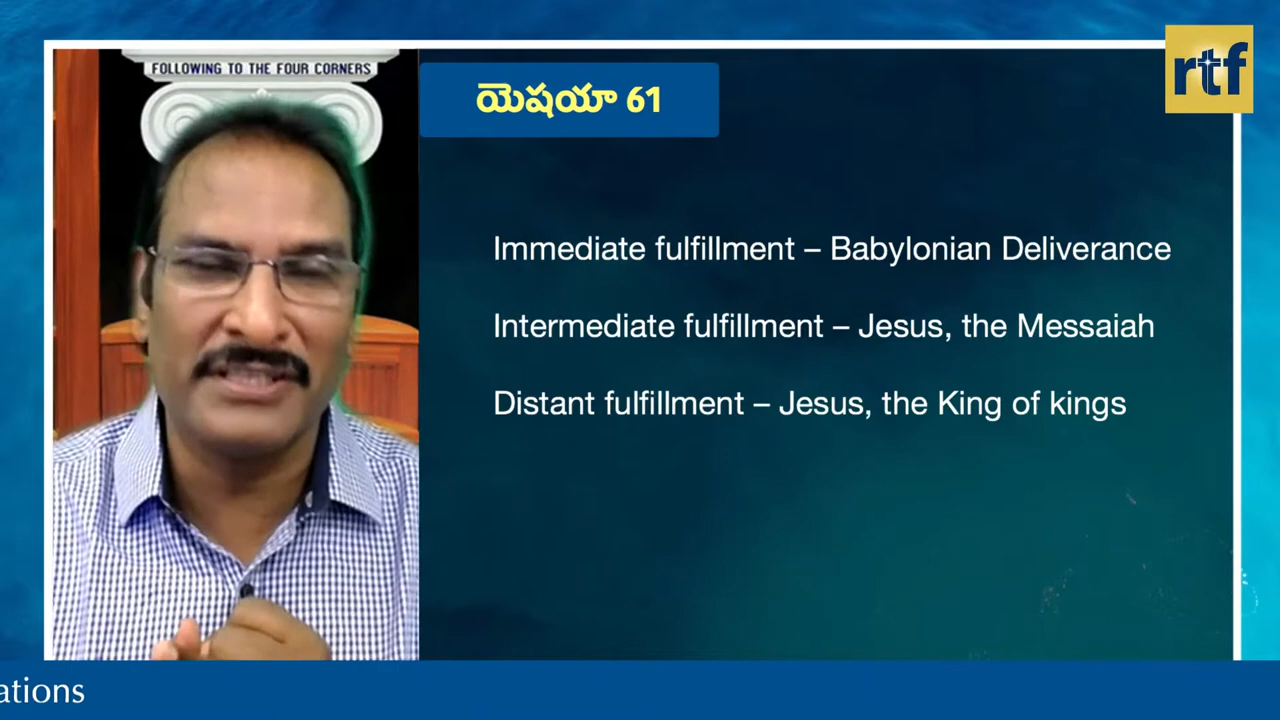 FOLLOWING TO THE FOUR CORNERS
rtf
యెషయా 61
Immediate fulfillment – Babylonian Deliverance
Intermediate fulfillment – Jesus, the Messaiah
Distant fulfillment – Jesus, the King of kings
ations